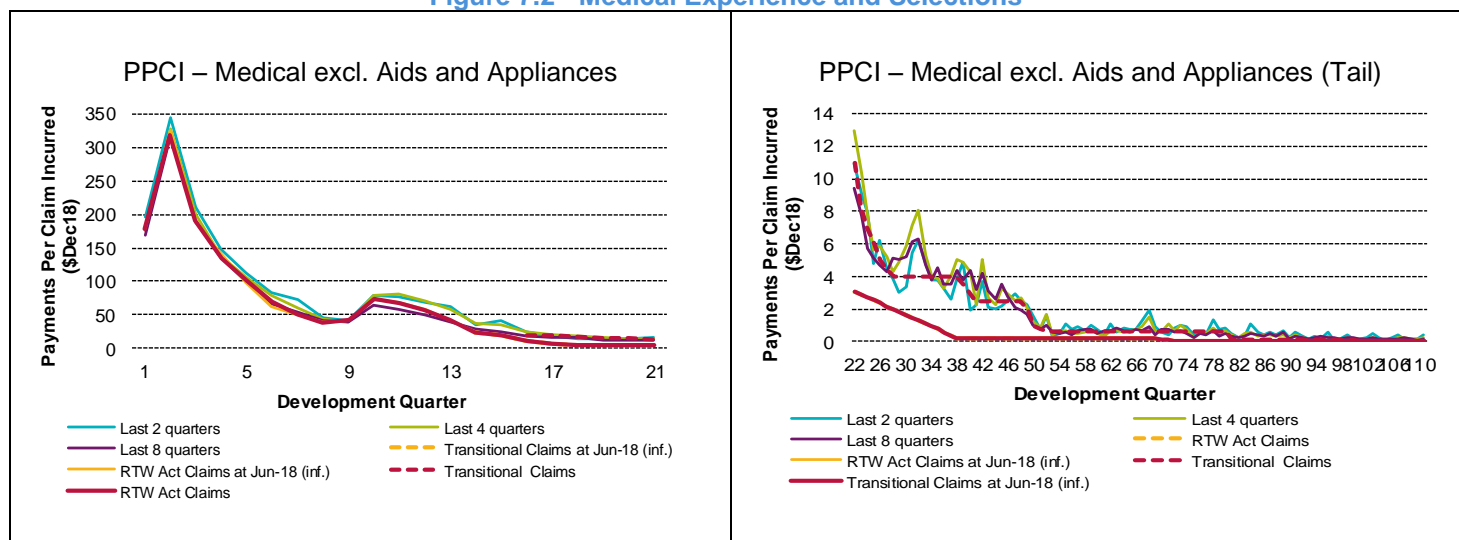 Figure 7.2 - Medical Experience and Selections
PPCI – Medical excl. Aids and Appliances
Payments Per Claim Incurred
($Dec18)
350
300
250
200
150
100
50
0
1 5 9 13 17 21
Development Quarter
Last 2 quarters
Last 4 quarters
Last 8 quarters
Transitional Claims at Jun-18 (inf.)
RTW Act Claims at Jun-18 (inf.)
Transitional Claims
RTW Act Claims
PPCI – Medical excl. Aids and Appliances (Tail)
Payments Per Claim Incurred
($Dec18)
14
12
10
8
6
4
2
0
22 26 30 34 38 42 46 50 54 58 62 66 70 74 78 82 86 90 94 98 102 106 110
Development Quarter
Last 2 quarters
Last 4 quarters
Last 8 quarters
RTW Act Claims
RTW Act Claims at Jun-18 (inf.)
Transitional Claims
Transitional Claims at Jun-18 (inf.)